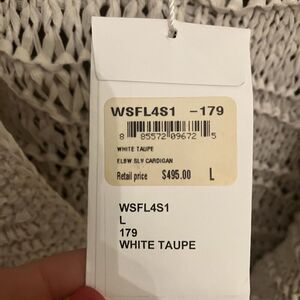 WSFL4S1 -179
8 85572 09672 5
WHITE TAUPE
ELBW SLV CARDIGAN
Retail price $495.00 L
WSFL4S1
L
179
WHITE TAUPE